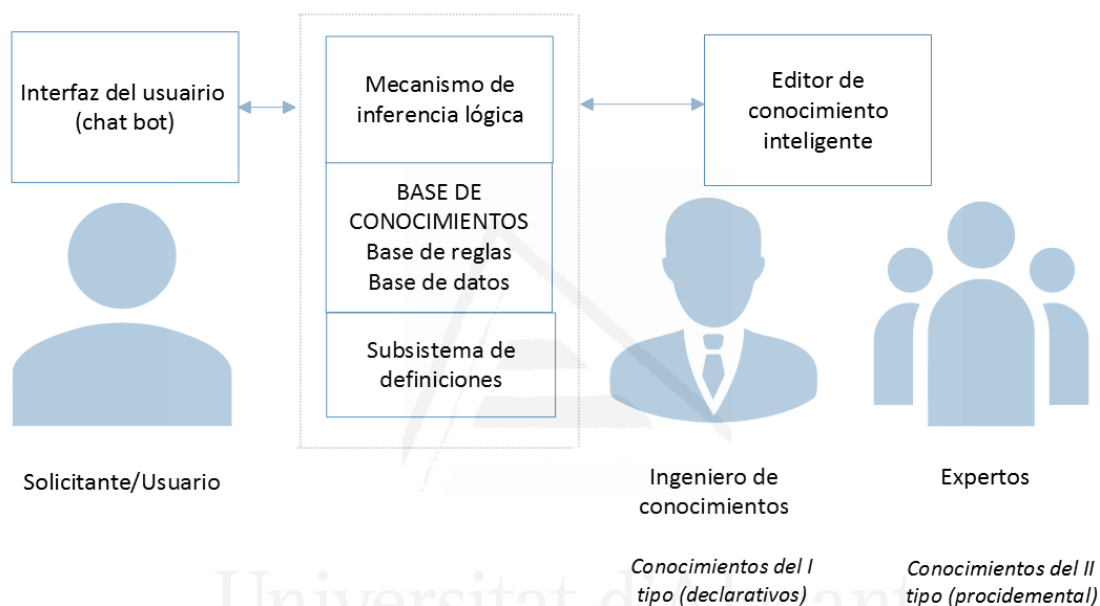 Interfaz del usuairio
(chat bot)
Mecanismo de
inferencia lógica
Editor de
conocimiento
inteligente
BASE DE
CONOCIMIENTOS
Base de reglas
Base de datos
Subsistema de
definiciones
Solicitante/Usuario
Ingeniero de
conocimientos
Expertos
Conocimientos del I
tipo (declarativos)
Conocimientos del II
tipo (procidemental)
Universitat d'Alacant